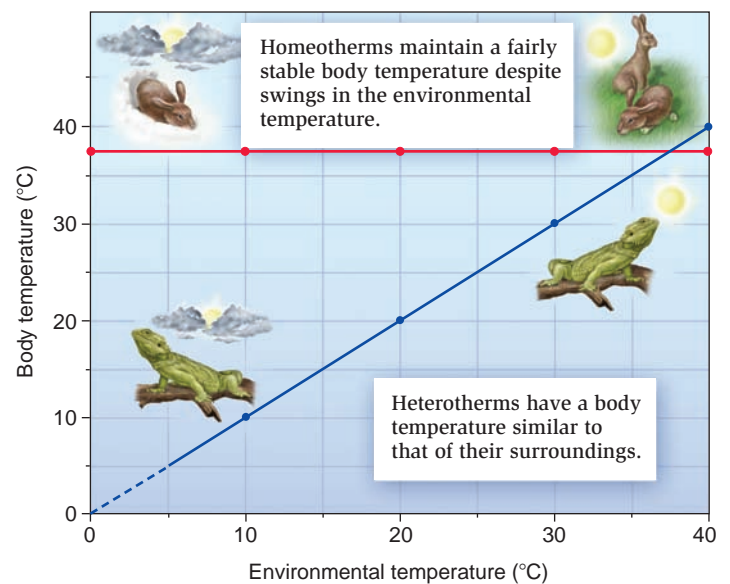 Homeotherms maintain a fairly
stable body temperature despite
swings in the environmental
temperature.
40
30
20
10
0
Body temperature (°C)
Heterotherms have a body
temperature similar to
that of their surroundings.
0 10 20 30 40
Environmental temperature (°C)